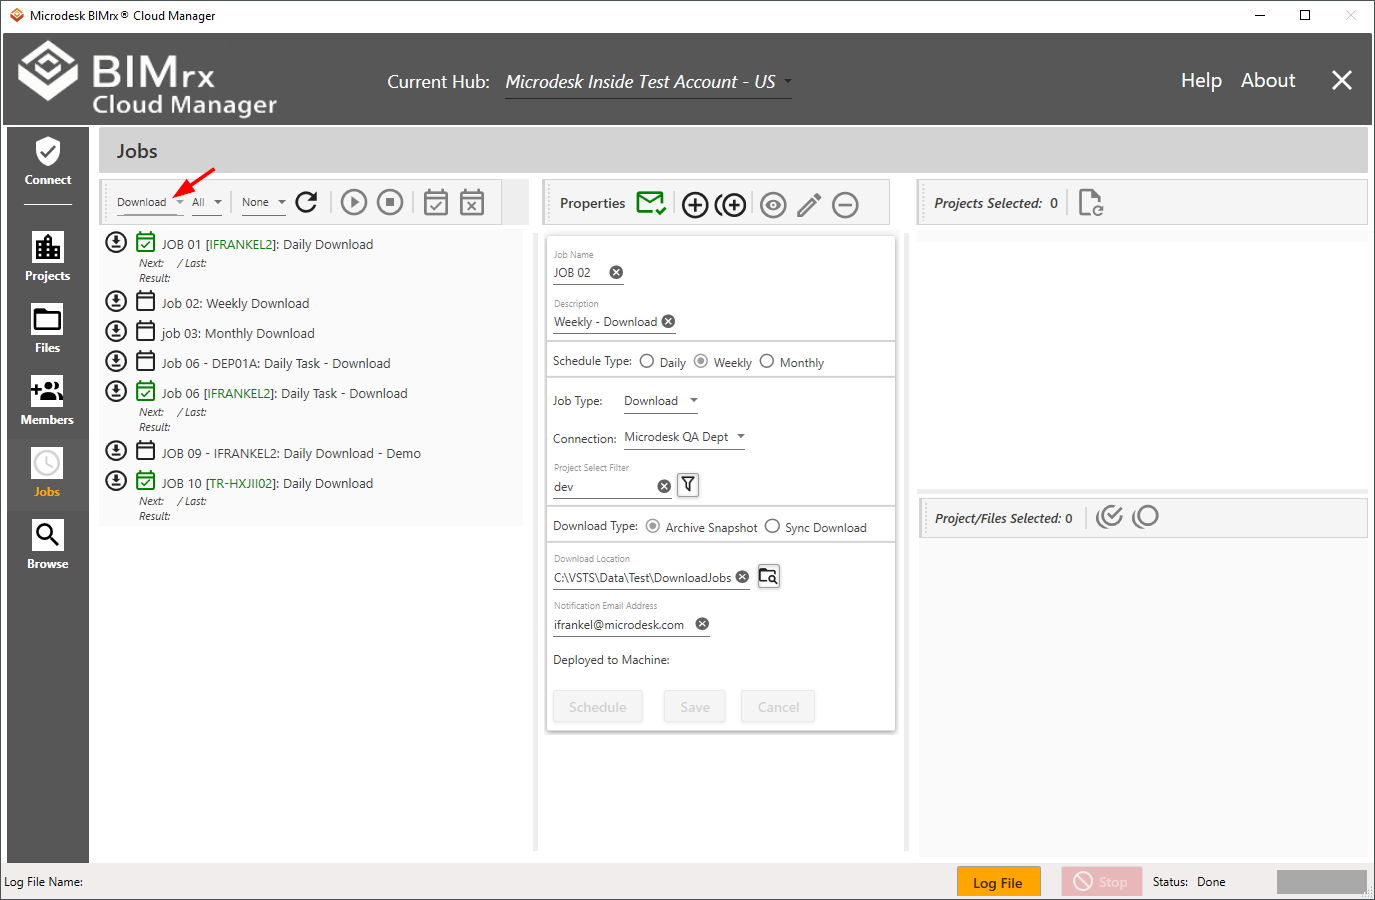 Microdesk BIMrx® Cloud Manager
BIMrx
Cloud Manager
Current Hub: Microdesk Inside Test Account - US
Help About
Connect
Projects
Files
Members
Jobs
Browse
Jobs
Download All None
JOB 01 [IFRANKEL2]: Daily Download
Next: / Last:
Result:
Job 02: Weekly Download
job 03: Monthly Download
Job 06 - DEP01A: Daily Task - Download
Job 06 [IFRANKEL2]: Daily Task - Download
Next: / Last:
Result:
JOB 09 - IFRANKEL2: Daily Download - Demo
JOB 10 [TR-HXJII02]: Daily Download
Next: / Last:
Result:
Properties
Job Name
JOB 02
Description
Weekly - Download
Schedule Type: Daily Weekly Monthly
Job Type: Download
Connection: Microdesk QA Dept
Project Select Filter
dev
Download Type: Archive Snapshot Sync Download
Download Location
C:\VSTS\Data\Test\DownloadJobs
Notification Email Address
ifrankel@microdesk.com
Deployed to Machine:
Schedule Save Cancel
Projects Selected: 0
Project/Files Selected: 0
Log File Name:
Log File Stop Status: Done